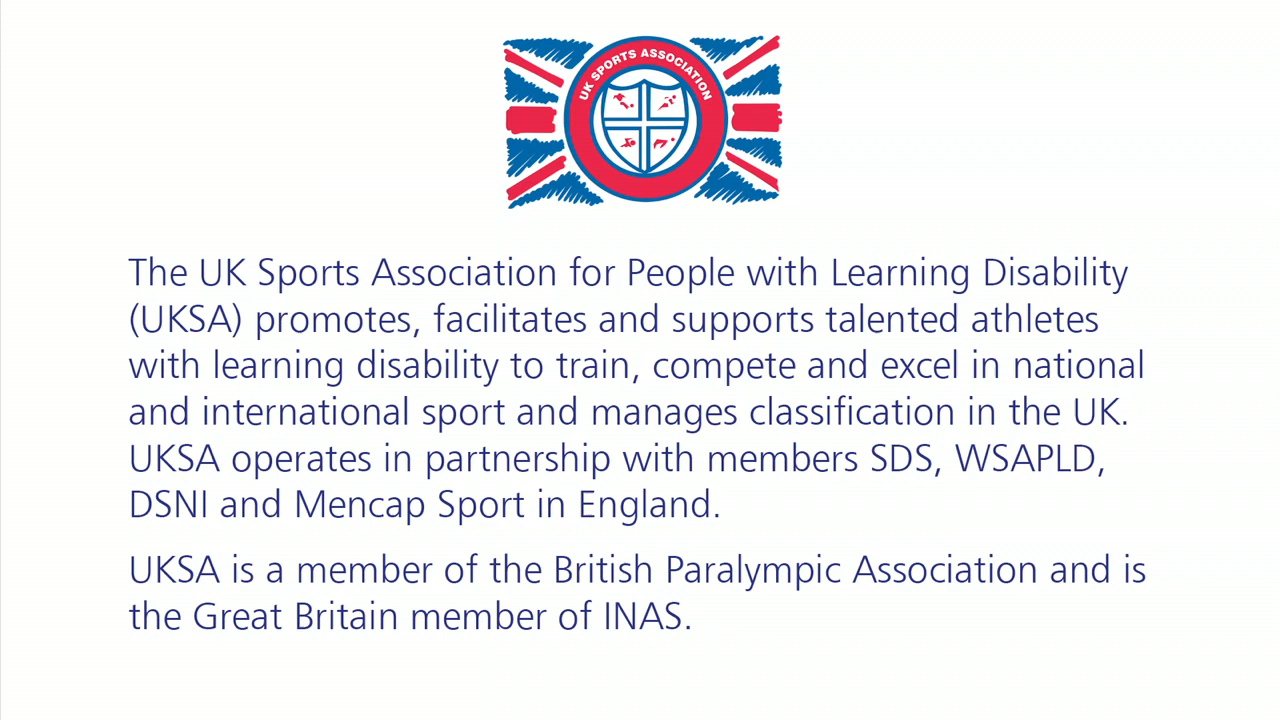 UK SPORTS ASSOCIATION
The UK Sports Association for People with Learning Disability
(UKSA) promotes, facilitates and supports talented athletes
with learning disability to train, compete and excel in national
and international sport and manages classification in the UK.
UKSA operates in partnership with members SDS, WSAPLD,
DSNI and Mencap Sport in England.
UKSA is a member of the British Paralympic Association and is
the Great Britain member of INAS.